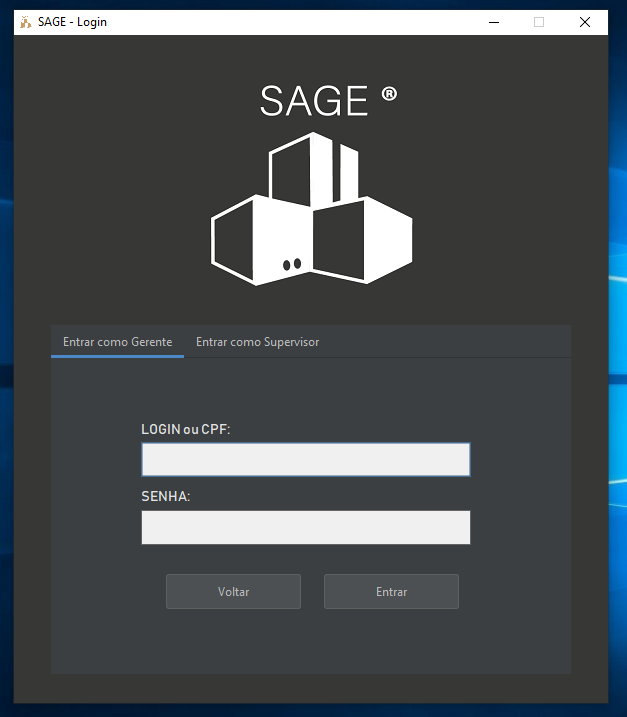 SAGE - Login
SAGE ®
Entrar como Gerente Entrar como Supervisor
LOGIN ou CPF:
SENHA:
Voltar Entrar